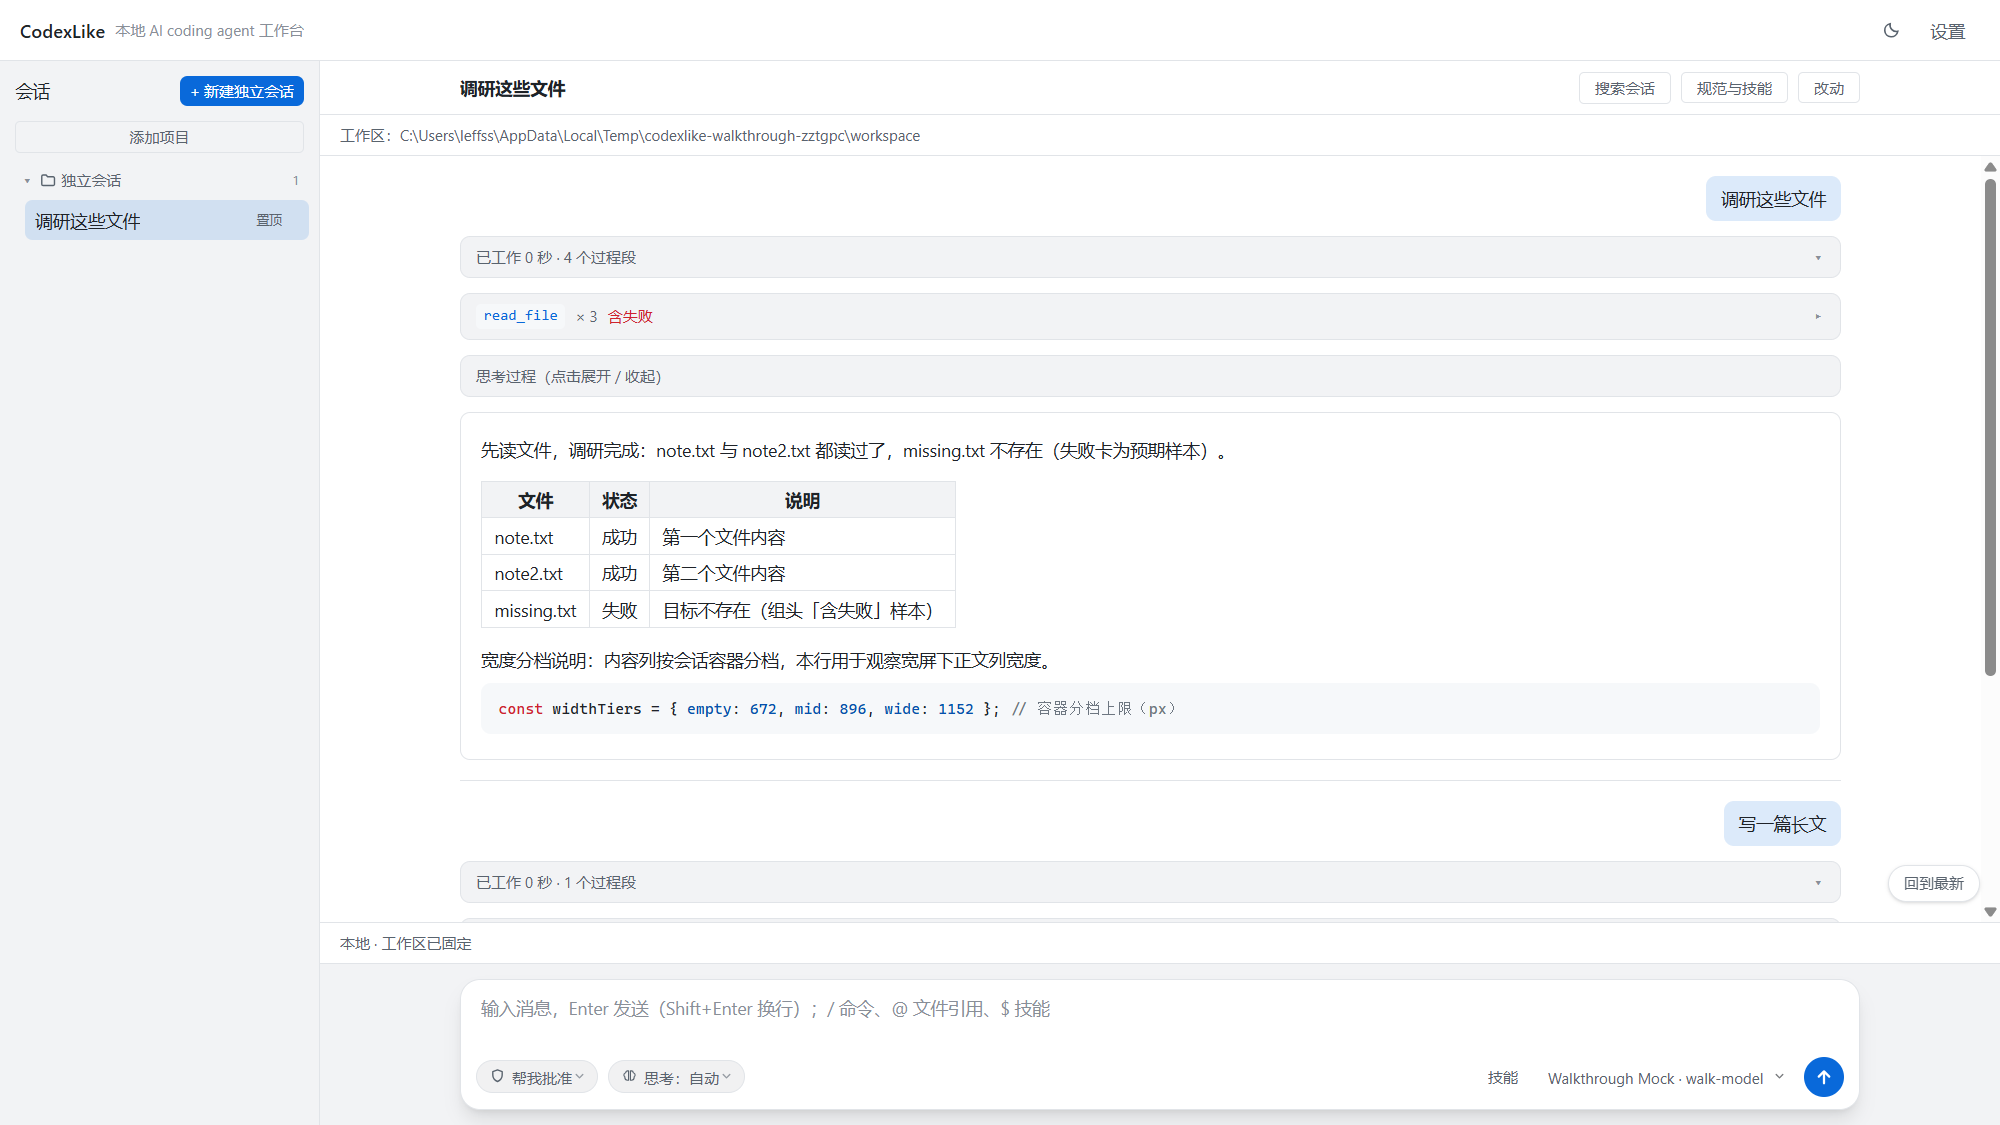 CodexLike 本地 AI coding agent 工作台
设置
会话
+ 新建独立会话
添加项目
独立会话 1
调研这些文件 置顶
调研这些文件
搜索会话 规范与技能 改动
工作区：C:\Users\leffss\AppData\Local\Temp\codexlike-walkthrough-zztgpc\workspace
调研这些文件
已工作 0 秒 · 4 个过程段
read_file × 3 含失败
思考过程（点击展开 / 收起）
先读文件，调研完成：note.txt 与 note2.txt 都读过了，missing.txt 不存在（失败卡为预期样本）。
文件 状态 说明
note.txt 成功 第一个文件内容
note2.txt 成功 第二个文件内容
missing.txt 失败 目标不存在（组头「含失败」样本）
宽度分档说明：内容列按会话容器分档，本行用于观察宽屏下正文列宽度。
const widthTiers = { empty: 672, mid: 896, wide: 1152 }; // 容器分档上限（px）
写一篇长文
已工作 0 秒 · 1 个过程段
回到最新
本地 · 工作区已固定
输入消息，Enter 发送（Shift+Enter 换行）；/ 命令、@ 文件引用、$ 技能
帮我批准 思考：自动 技能 Walkthrough Mock · walk-model